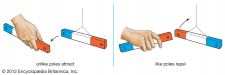 unlike poles attract
like poles repel
© 2012 Encyclopædia Britannica, Inc.